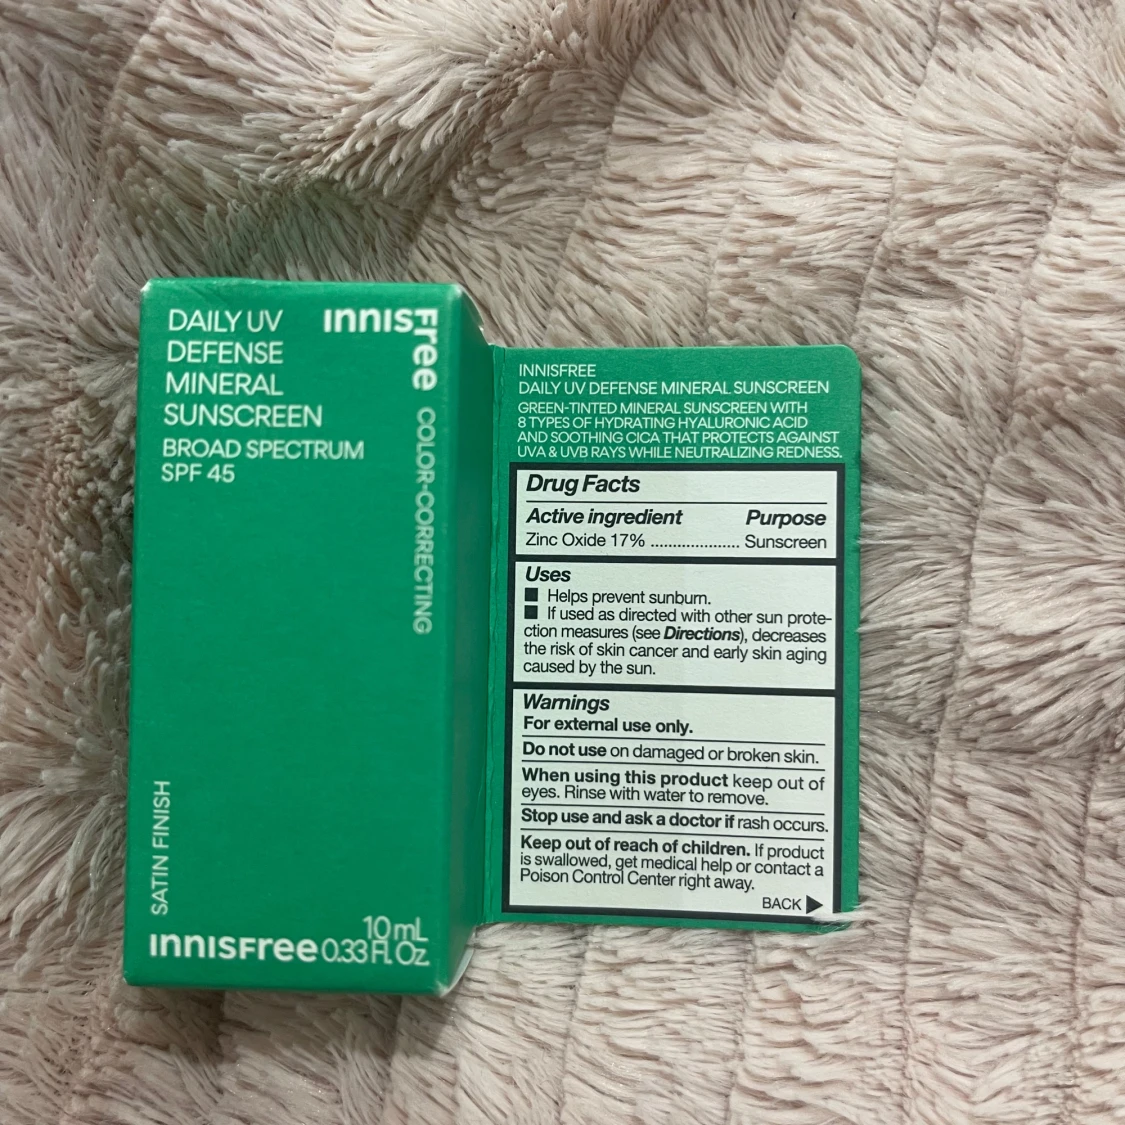 DAILY UV
DEFENSE
MINERAL
SUNSCREEN
BROAD SPECTRUM
SPF 45
innisfree
COLOR-CORRECTING
SATIN FINISH
innisfree
10 mL
0.33 Fl. Oz.
INNISFREE
DAILY UV DEFENSE MINERAL SUNSCREEN
GREEN-TINTED MINERAL SUNSCREEN WITH
8 TYPES OF HYDRATING HYALURONIC ACID
AND SOOTHING CICA THAT PROTECTS AGAINST
UVA & UVB RAYS WHILE NEUTRALIZING REDNESS.
Drug Facts
Active ingredient Purpose
Zinc Oxide 17% .................... Sunscreen
Uses
■ Helps prevent sunburn.
■ If used as directed with other sun prote-
ction measures (see Directions), decreases
the risk of skin cancer and early skin aging
caused by the sun.
Warnings
For external use only.
Do not use on damaged or broken skin.
When using this product keep out of
eyes. Rinse with water to remove.
Stop use and ask a doctor if rash occurs.
Keep out of reach of children. If product
is swallowed, get medical help or contact a
Poison Control Center right away.
BACK ▶